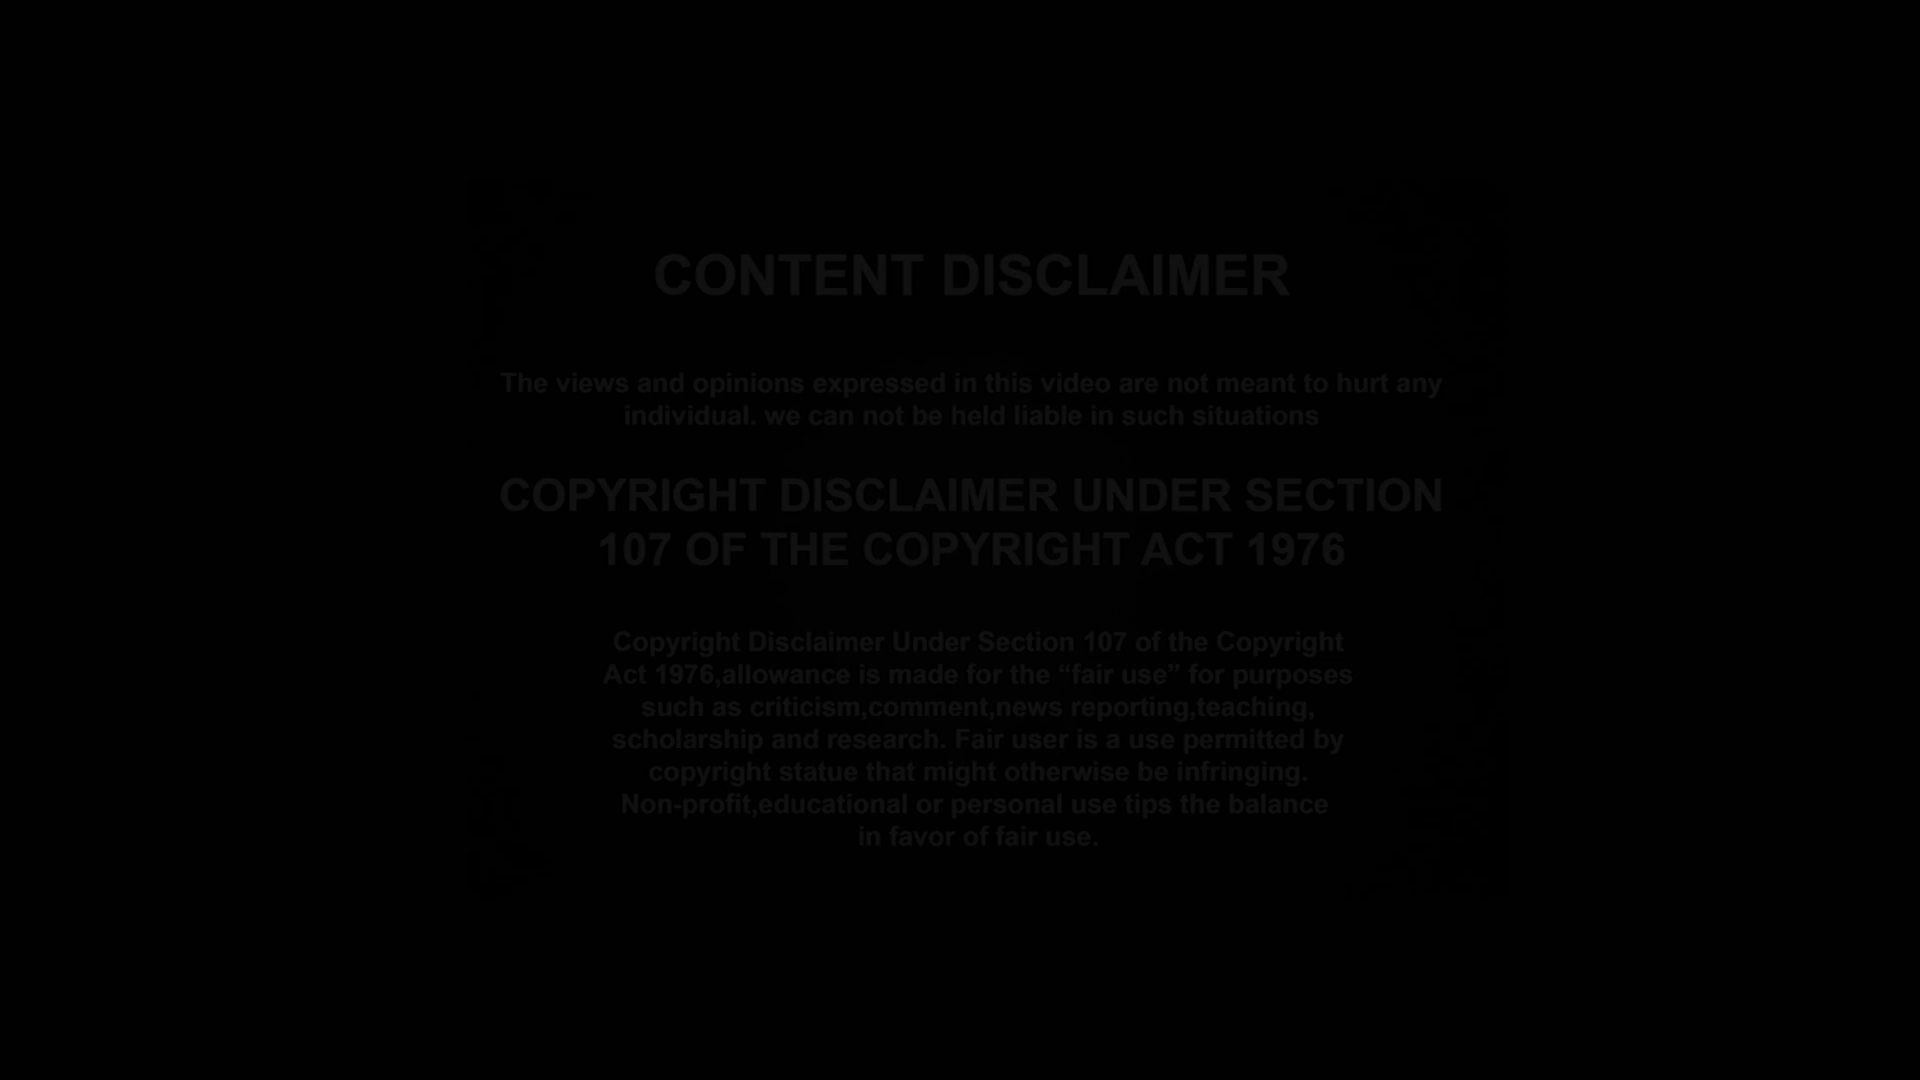 CONTENT DISCLAIMER
The views and opinions expressed in this video are not meant to hurt any
individual. we can not be held liable in such situations
COPYRIGHT DISCLAIMER UNDER SECTION
107 OF THE COPYRIGHT ACT 1976
Copyright Disclaimer Under Section 107 of the Copyright
Act 1976,allowance is made for the “fair use” for purposes
such as criticism,comment,news reporting,teaching,
scholarship and research. Fair user is a use permitted by
copyright statue that might otherwise be infringing.
Non-profit,educational or personal use tips the balance
in favor of fair use.